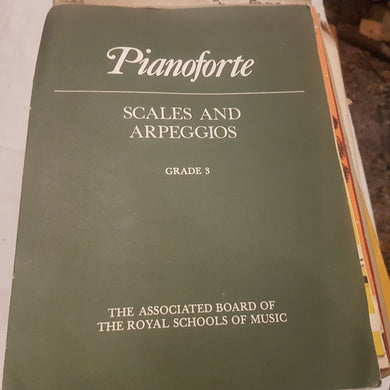 Pianoforte
SCALES AND
ARPEGGIOS
GRADE 3
THE ASSOCIATED BOARD OF
THE ROYAL SCHOOLS OF MUSIC